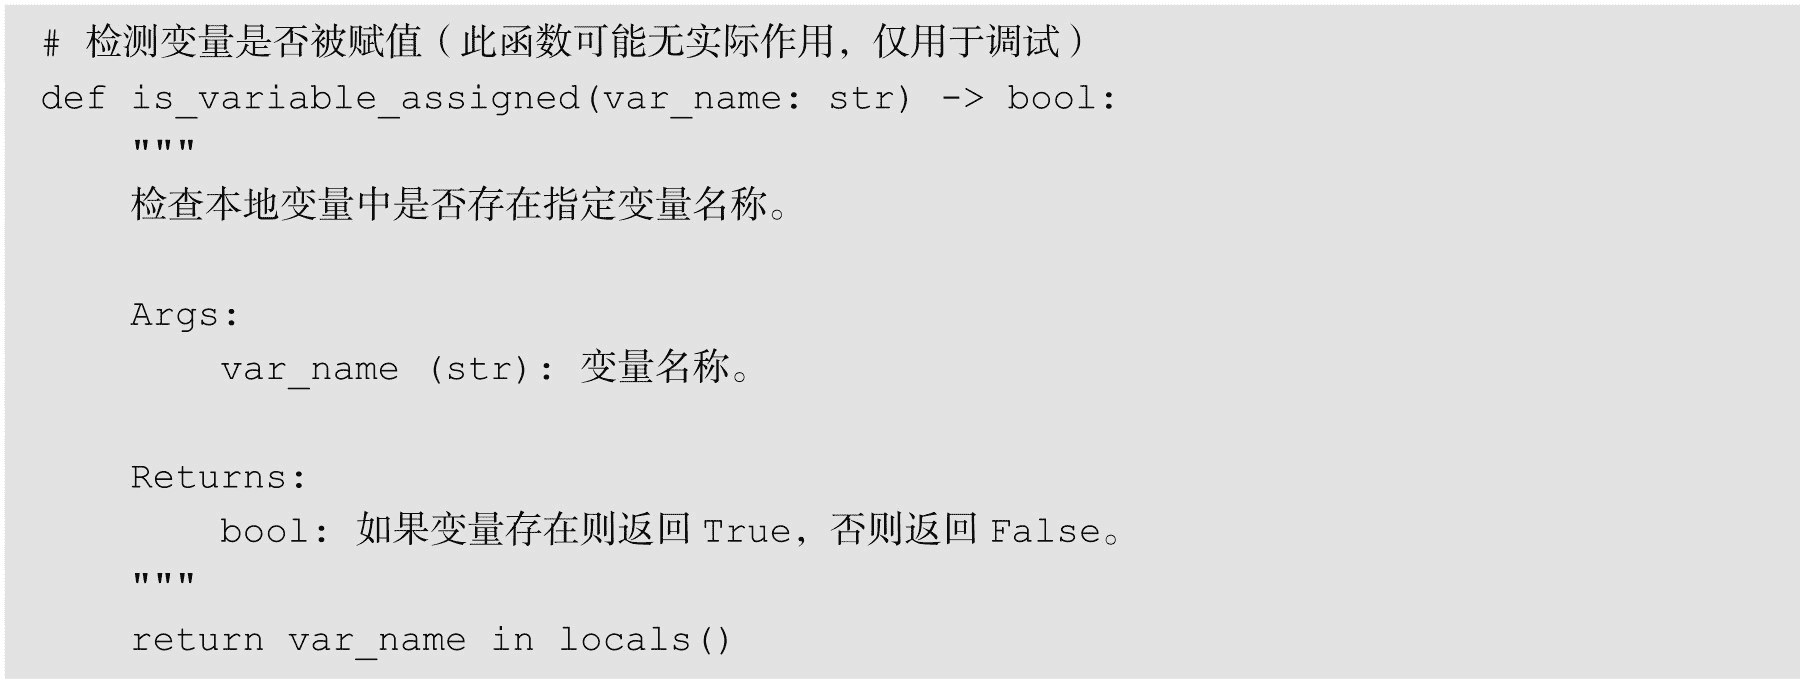 # 检测变量是否被赋值（此函数可能无实际作用，仅用于调试）
def is_variable_assigned(var_name: str) -> bool:
    """
    检查本地变量中是否存在指定变量名称。

    Args:
        var_name (str): 变量名称。

    Returns:
        bool: 如果变量存在则返回 True，否则返回 False。
    """
    return var_name in locals()